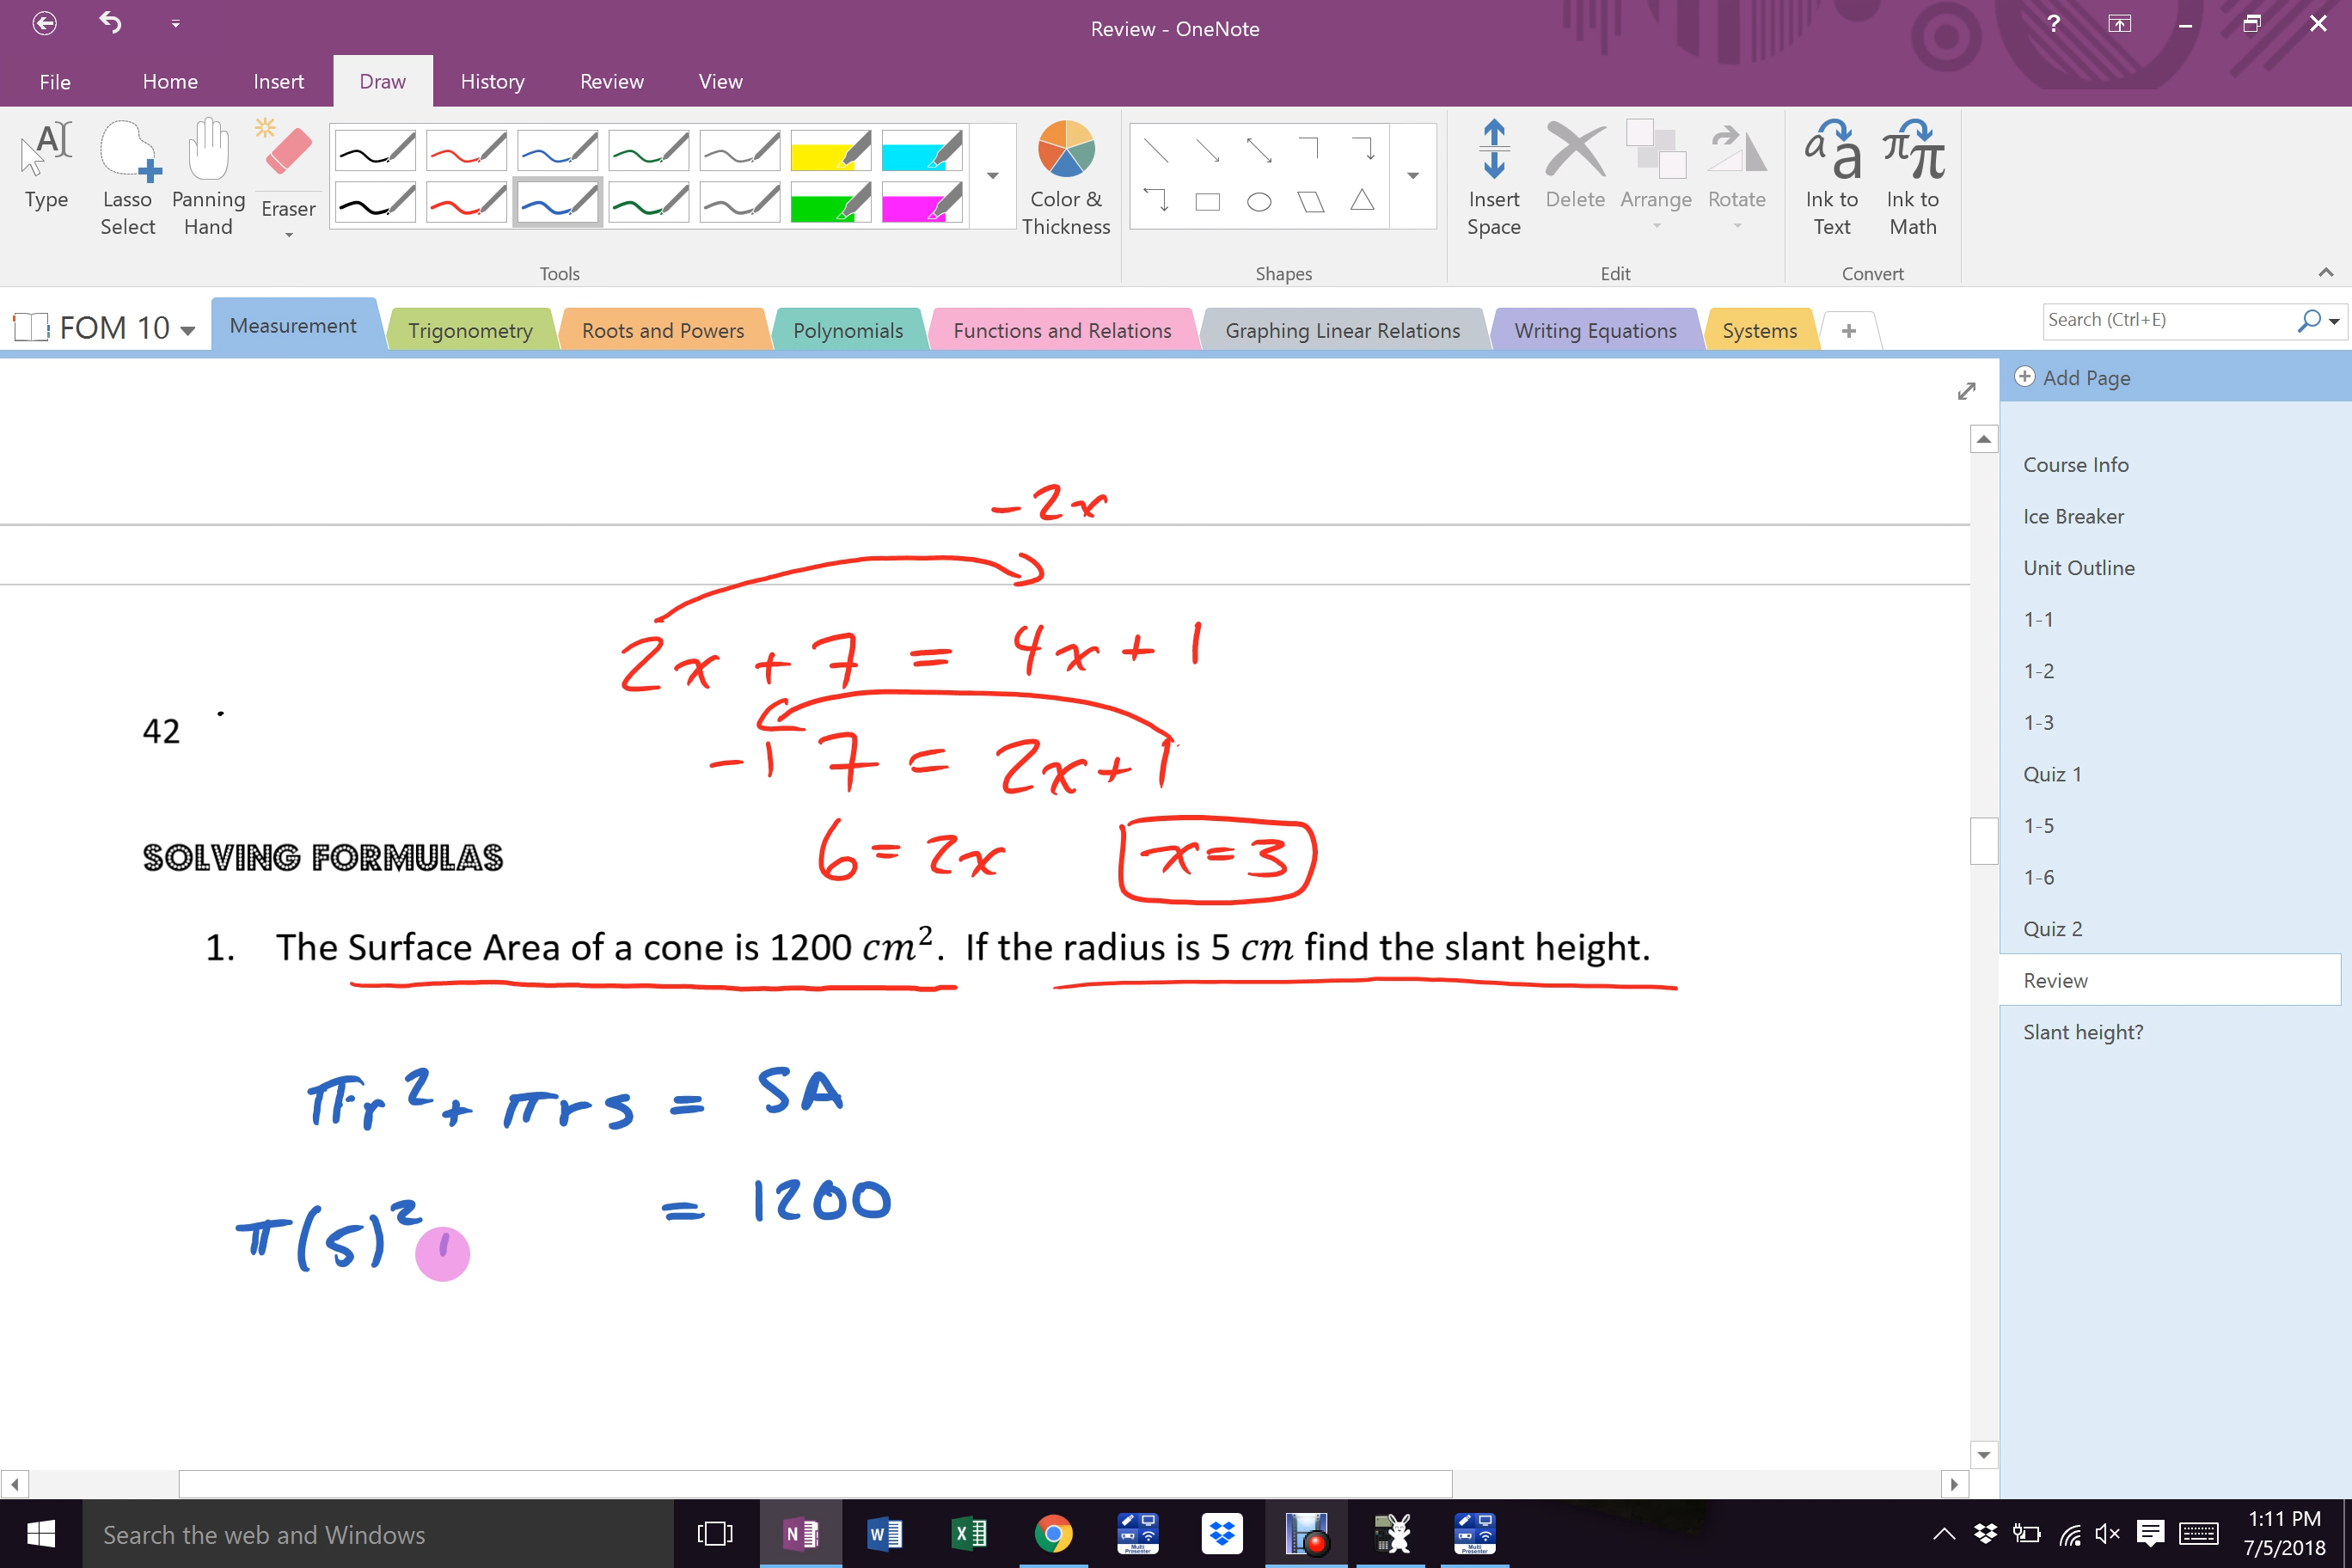 Review - OneNote
?
File Home Insert Draw History Review View
Type
Lasso Select
Panning Hand
Eraser
Color & Thickness
Insert Space
Delete
Arrange
Rotate
Ink to Text
Ink to Math
Tools Shapes Edit Convert
FOM 10 Measurement Trigonometry Roots and Powers Polynomials Functions and Relations Graphing Linear Relations Writing Equations Systems +
Search (Ctrl+E)
Add Page
Course Info
Ice Breaker
Unit Outline
1-1
1-2
1-3
Quiz 1
1-5
1-6
Quiz 2
Review
Slant height?
-2x
2x + 7 = 4x + 1
42
-1 7 = 2x + 1
6 = 2x x = 3
SOLVING FORMULAS
1. The Surface Area of a cone is 1200 cm². If the radius is 5 cm find the slant height.
πr² + πrs = SA
π(5)² = 1200
Search the web and Windows
1:11 PM
7/5/2018